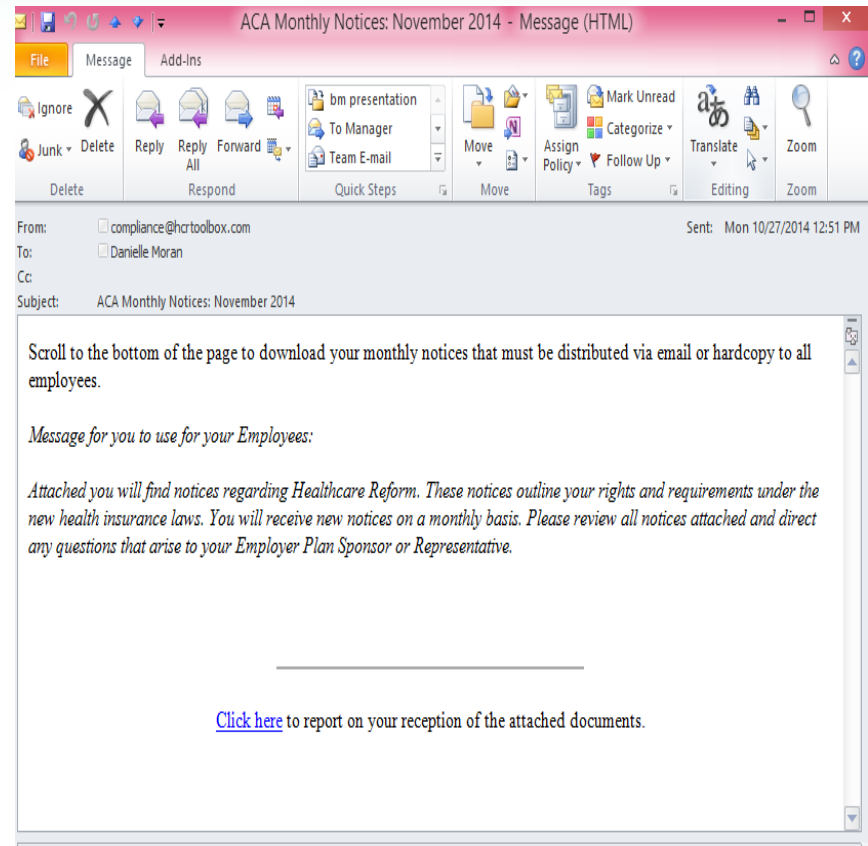 ACA Monthly Notices: November 2014 - Message (HTML)
File Message Add-Ins
Ignore
Junk
Delete
Reply
Reply All
Forward
bm presentation
To Manager
Team E-mail
Move
Assign Policy
Mark Unread
Categorize
Follow Up
Translate
Zoom
Delete Respond Quick Steps Move Tags Editing Zoom
From: compliance@hcrtoolbox.com Sent: Mon 10/27/2014 12:51 PM
To: Danielle Moran
Cc:
Subject: ACA Monthly Notices: November 2014
Scroll to the bottom of the page to download your monthly notices that must be distributed via email or hardcopy to all
employees.
Message for you to use for your Employees:
Attached you will find notices regarding Healthcare Reform. These notices outline your rights and requirements under the
new health insurance laws. You will receive new notices on a monthly basis. Please review all notices attached and direct
any questions that arise to your Employer Plan Sponsor or Representative.
Click here to report on your reception of the attached documents.